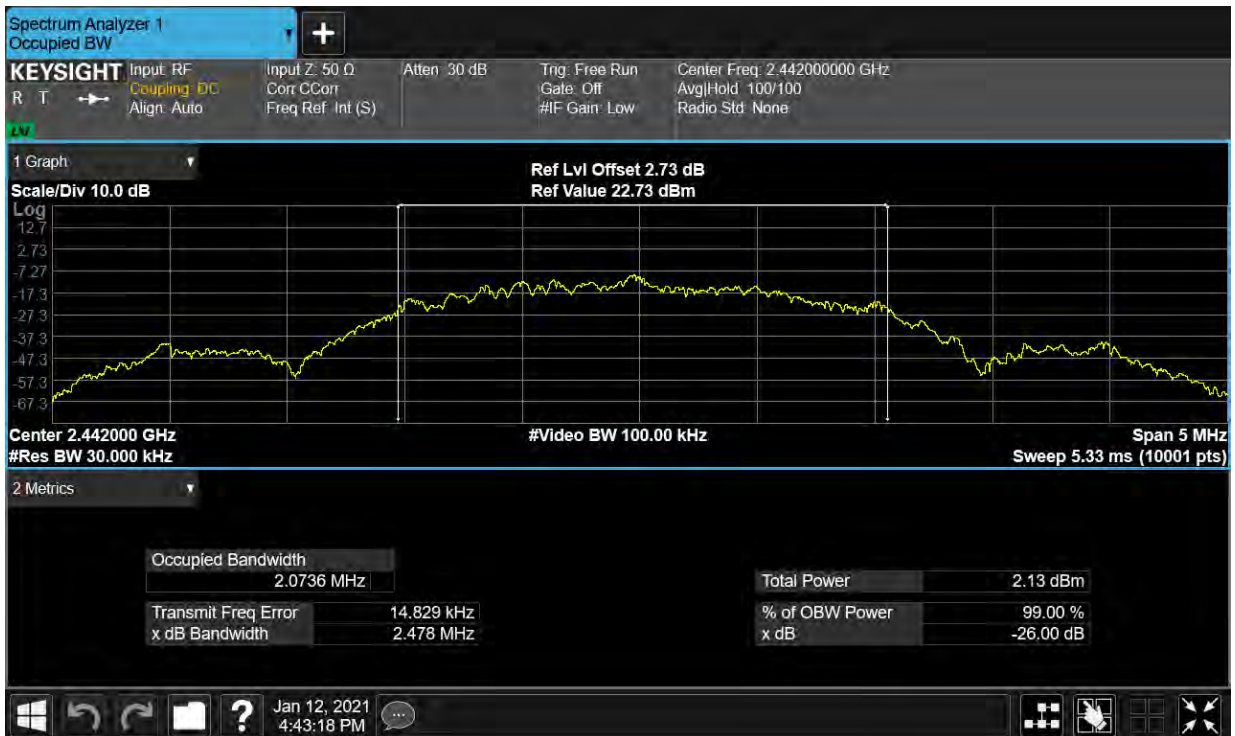 Spectrum Analyzer 1
Occupied BW
+
KEYSIGHT
R T
Input: RF
Coupling: DC
Align: Auto
Input Z: 50 Ω
Corr CCorr
Freq Ref: Int (S)
Atten: 30 dB
Trig: Free Run
Gate: Off
#IF Gain: Low
Center Freq: 2.442000000 GHz
Avg|Hold: 100/100
Radio Std: None
LXI
1 Graph
Scale/Div 10.0 dB
Ref Lvl Offset 2.73 dB
Ref Value 22.73 dBm
Log
12.7
2.73
-7.27
-17.3
-27.3
-37.3
-47.3
-57.3
-67.3
Center 2.442000 GHz
#Res BW 30.000 kHz
#Video BW 100.00 kHz
Span 5 MHz
Sweep 5.33 ms (10001 pts)
2 Metrics
Occupied Bandwidth
2.0736 MHz
Transmit Freq Error 14.829 kHz
x dB Bandwidth 2.478 MHz
Total Power 2.13 dBm
% of OBW Power 99.00 %
x dB -26.00 dB
?
Jan 12, 2021
4:43:18 PM